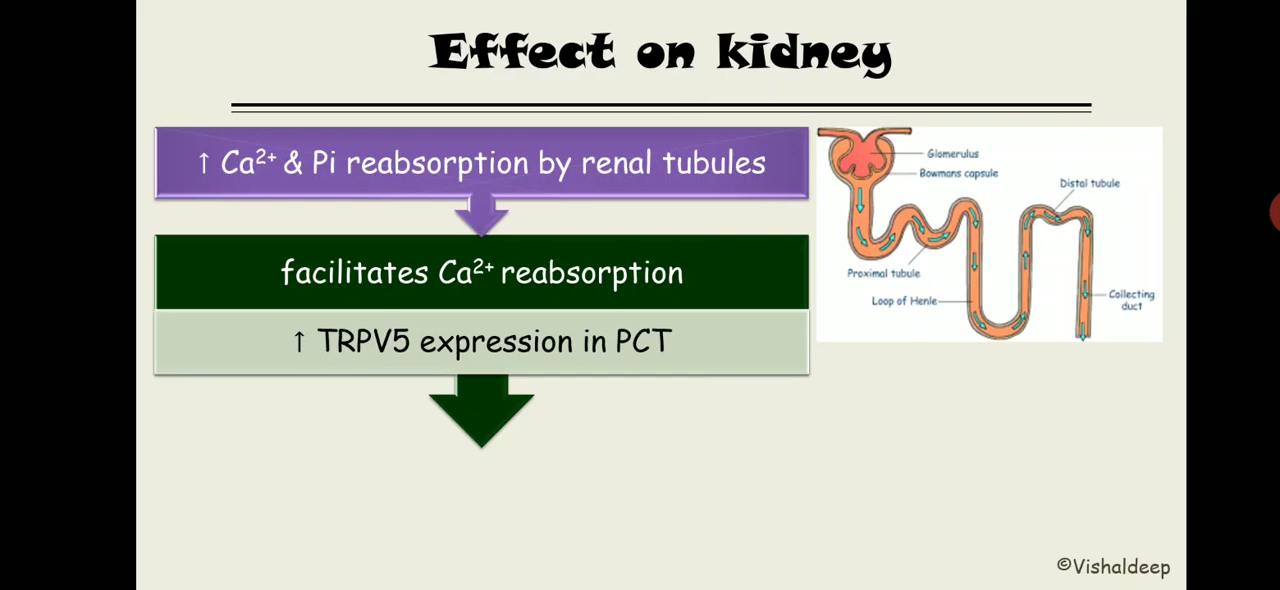 Effect on kidney
↑ Ca²⁺ & Pi reabsorption by renal tubules
facilitates Ca²⁺ reabsorption
↑ TRPV5 expression in PCT
Glomerulus
Bowmans capsule
Distal tubule
Proximal tubule
Loop of Henle
Collecting
duct
©Vishaldeep